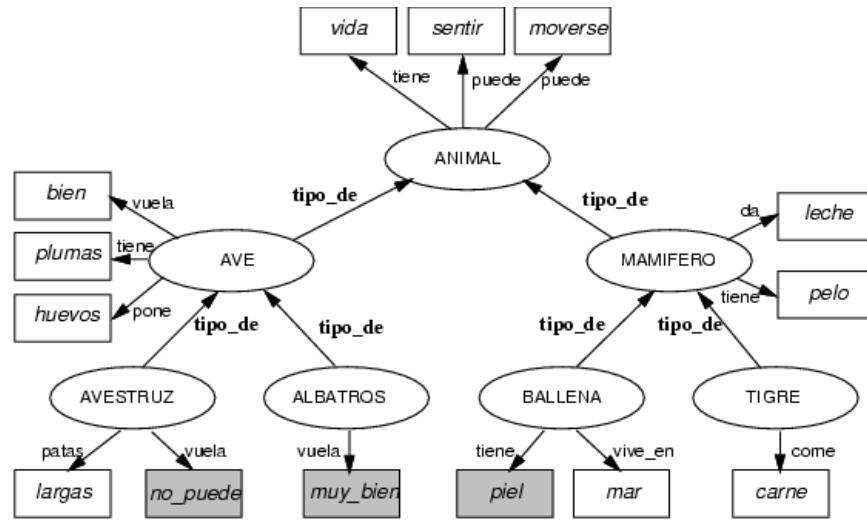 vida sentir moverse
tiene puede puede
ANIMAL
bien vuela tipo_de tipo_de da leche
plumas tiene AVE MAMIFERO
huevos pone tiene pelo
tipo_de tipo_de tipo_de tipo_de
AVESTRUZ ALBATROS BALLENA TIGRE
patas vuela vuela tiene vive_en come
largas no_puede muy_bien piel mar carne